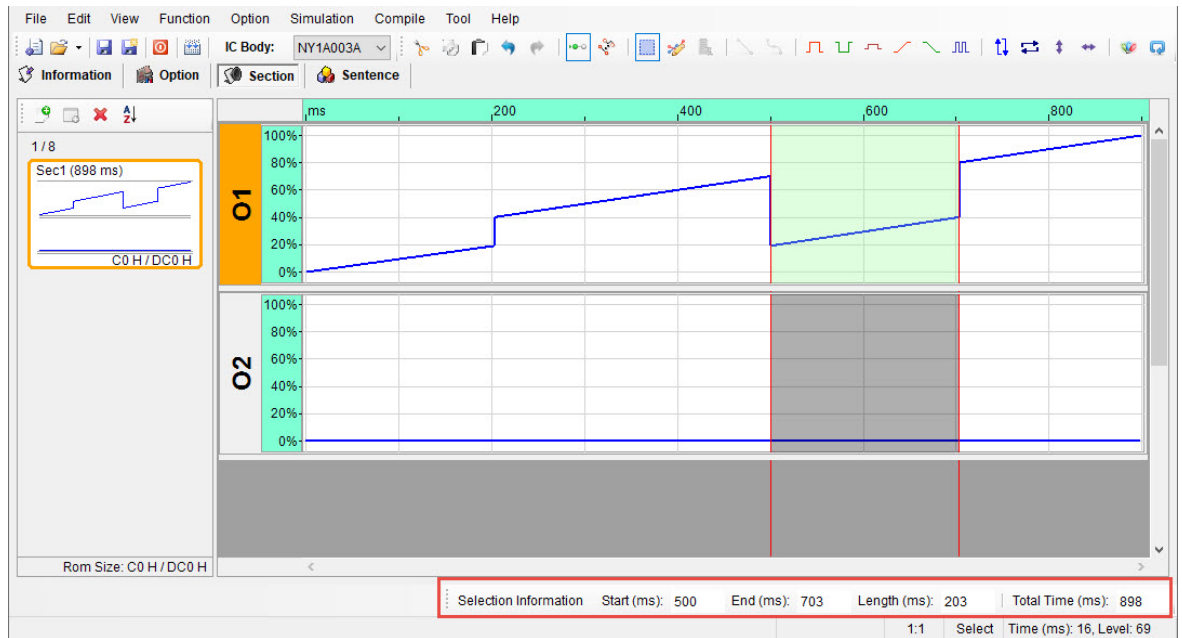 File Edit View Function Option Simulation Compile Tool Help
IC Body: NY1A003A
Information Option Section Sentence
ms ,200 ,400 ,600 ,800
1/8
Sec1 (898 ms)
C0 H / DC0 H
O1
100%
80%
60%
40%
20%
0%
O2
100%
80%
60%
40%
20%
0%
Rom Size: C0 H / DC0 H
Selection Information Start (ms): 500 End (ms): 703 Length (ms): 203 Total Time (ms): 898
1:1 Select Time (ms): 16, Level: 69